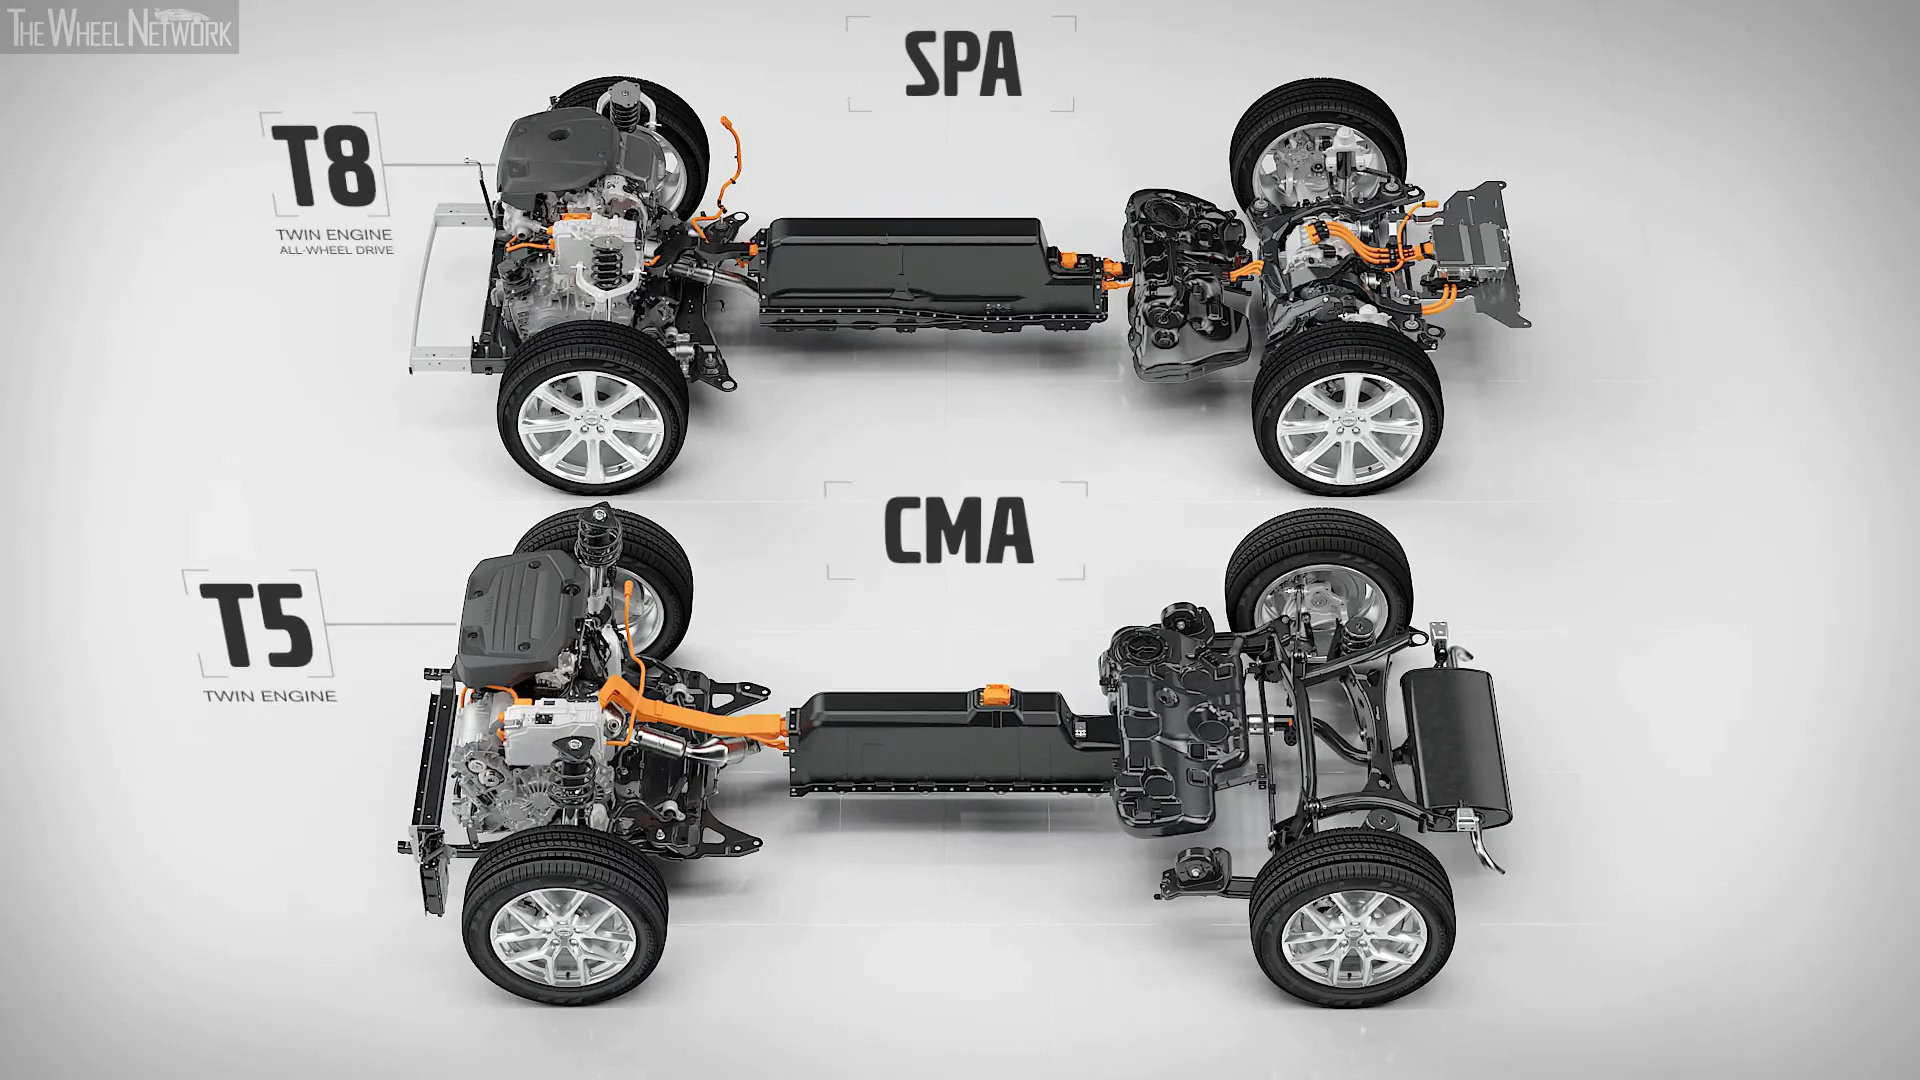 THE WHEEL NETWORK
SPA
T8
TWIN ENGINE
ALL-WHEEL DRIVE
CMA
T5
TWIN ENGINE